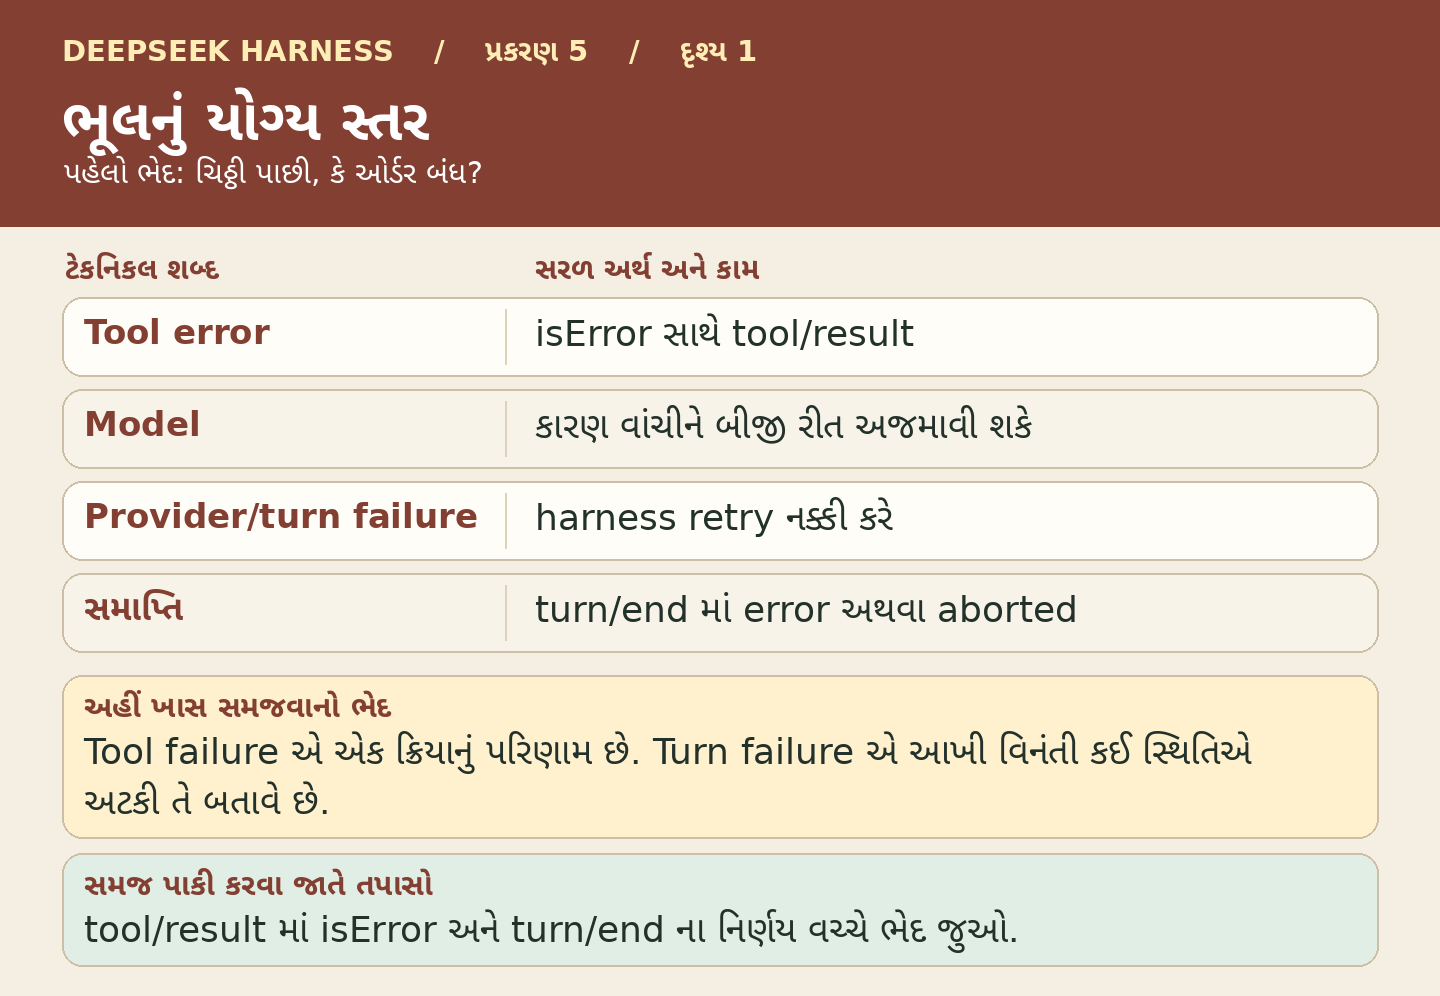 DEEPSEEK HARNESS / પ્રકરણ 5 / દૃશ્ય 1
ભૂલનું યોગ્ય સ્તર
પહેલો ભેદ: ચિઠ્ઠી પાછી, કે ઓર્ડર બંધ?
ટેકનિકલ શબ્દ સરળ અર્થ અને કામ
Tool error isError સાથે tool/result
Model કારણ વાંચીને બીજી રીત અજમાવી શકે
Provider/turn failure harness retry નક્કી કરે
સમાપ્તિ turn/end માં error અથવા aborted
અહીં ખાસ સમજવાનો ભેદ
Tool failure એ એક ક્રિયાનું પરિણામ છે. Turn failure એ આખી વિનંતી કઈ સ્થિતિએ
અટકી તે બતાવે છે.
સમજ પાકી કરવા જાતે તપાસો
tool/result માં isError અને turn/end ના નિર્ણય વચ્ચે ભેદ જુઓ.